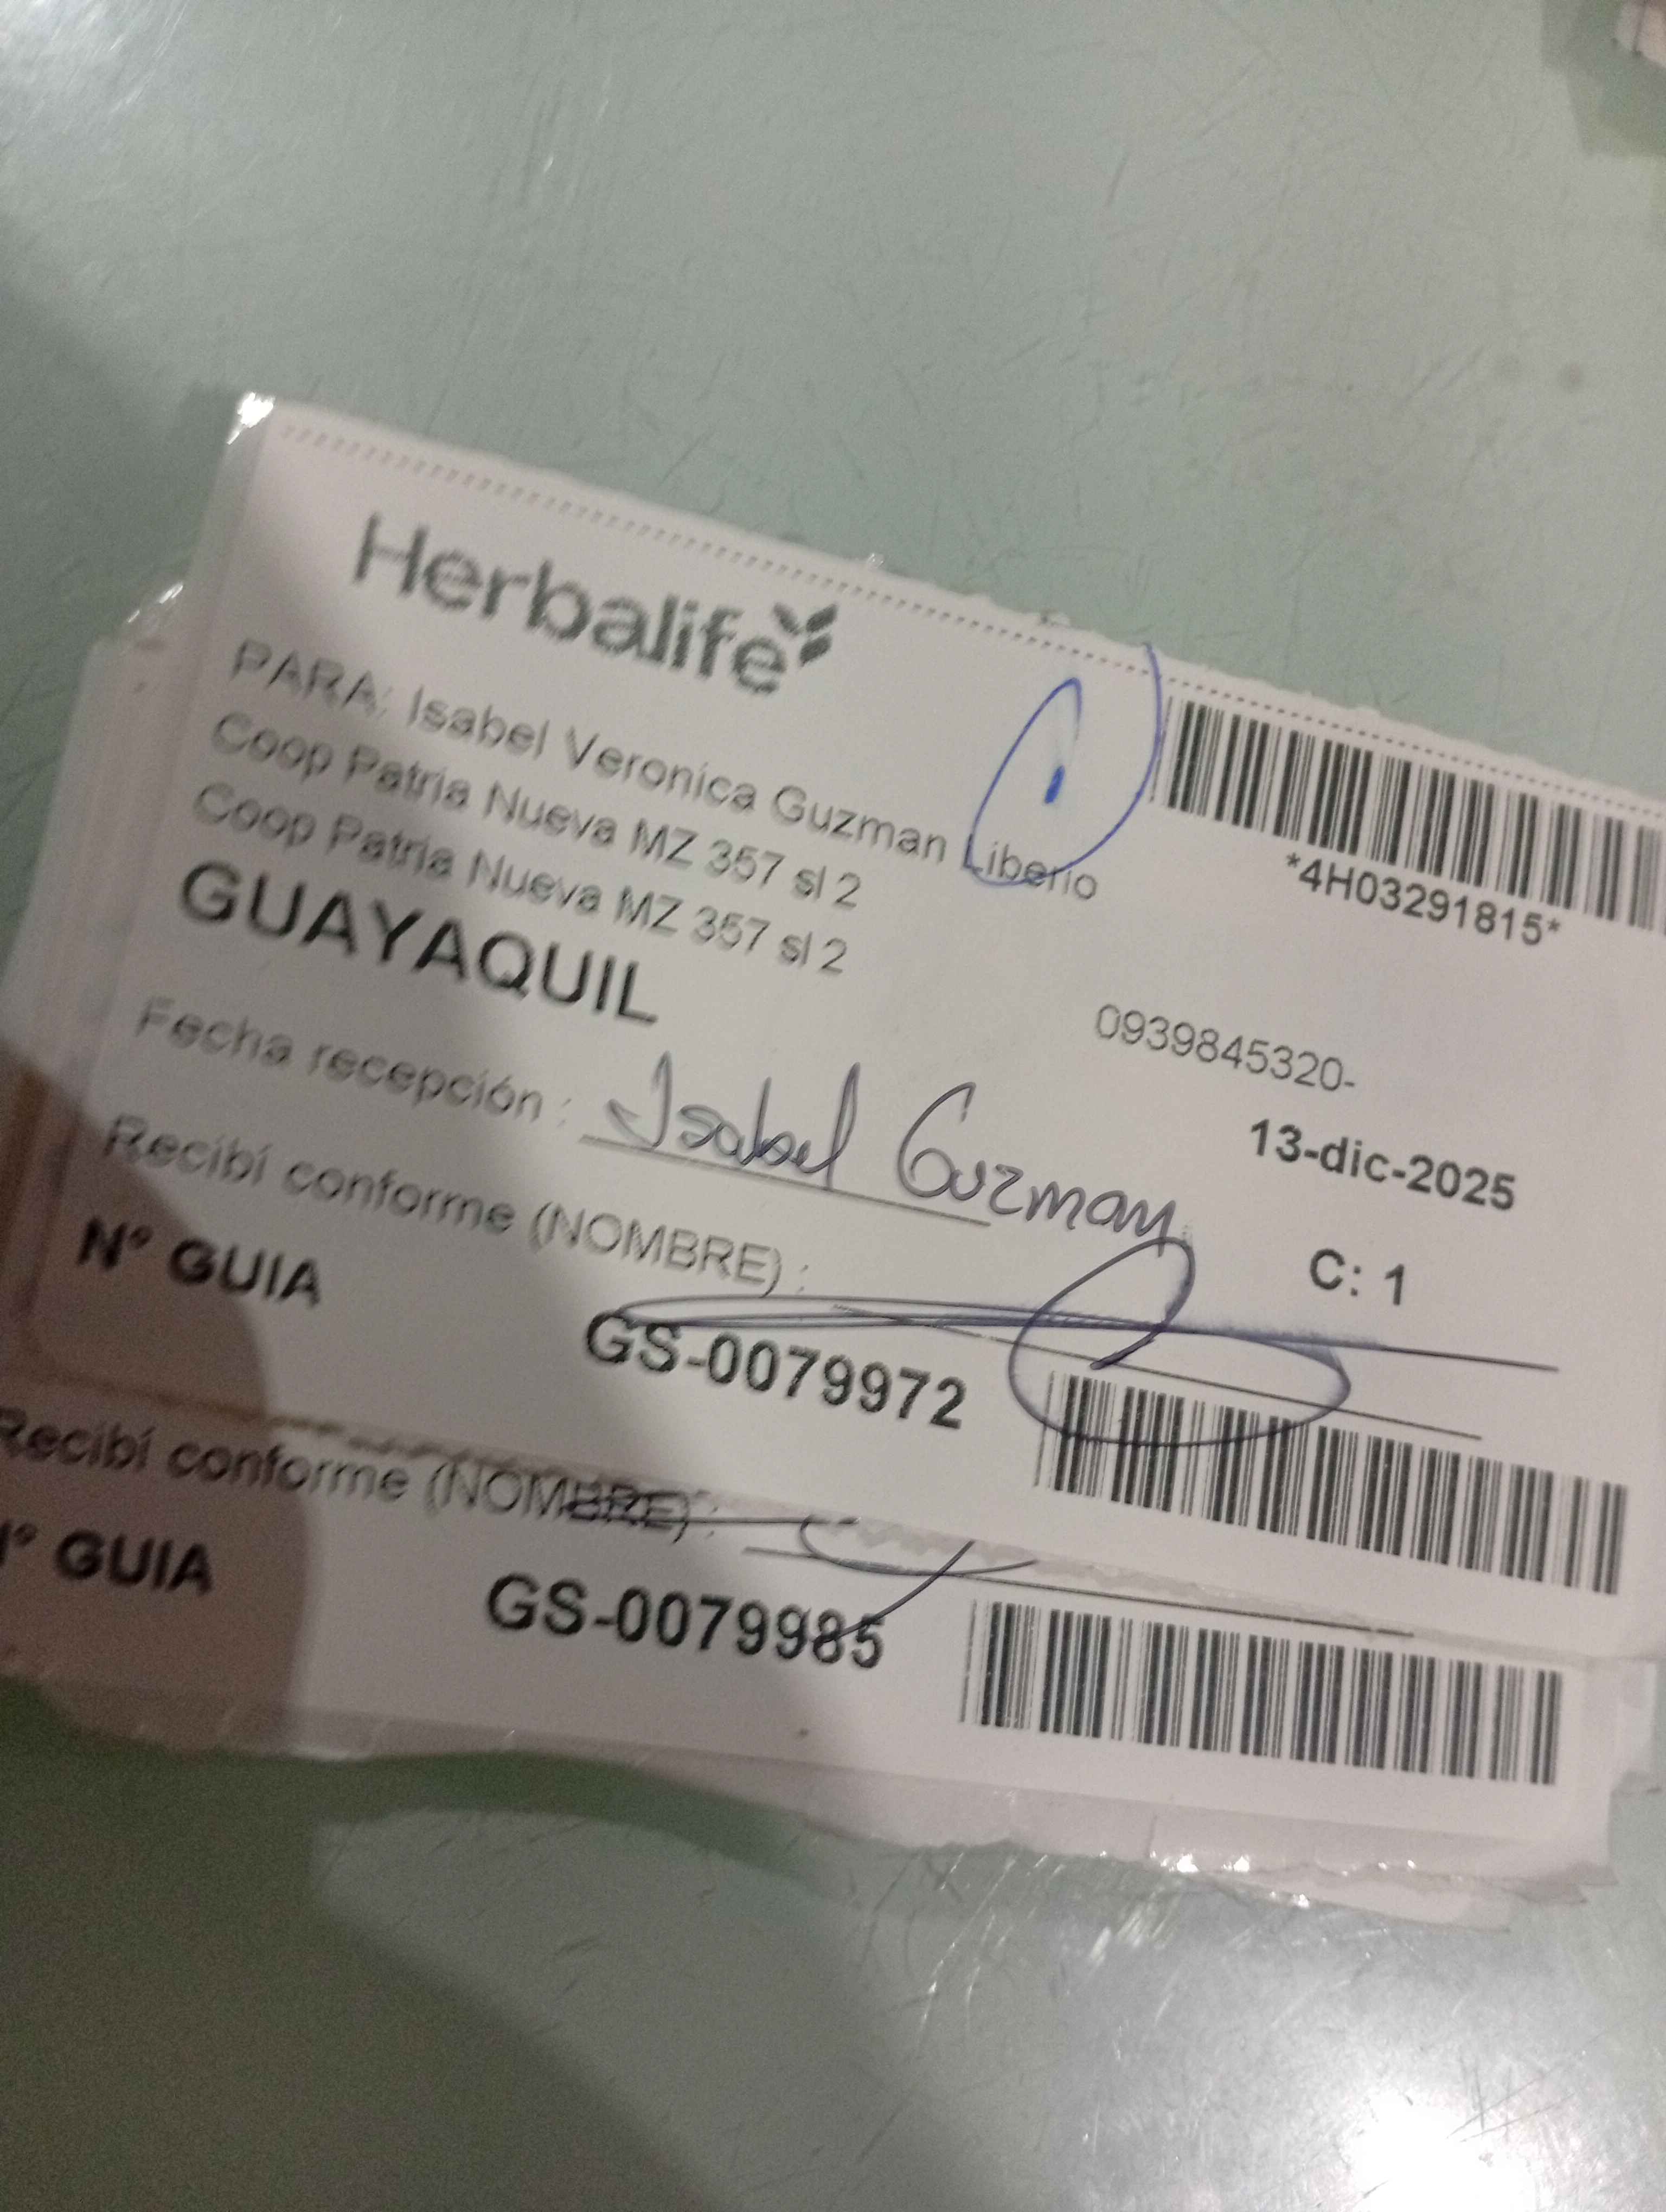 Herbalife
PARA: Isabel Veronica Guzman Liberio
Coop Patria Nueva MZ 357 sl 2
Coop Patria Nueva MZ 357 sl 2
GUAYAQUIL
*4H03291815*
0939845320-
13-dic-2025
Fecha recepción : Isabel Guzman
Recibí conforme (NOMBRE) :
C: 1
Nº GUIA GS-0079972
Recibí conforme (NOMBRE) :
Nº GUIA GS-0079985